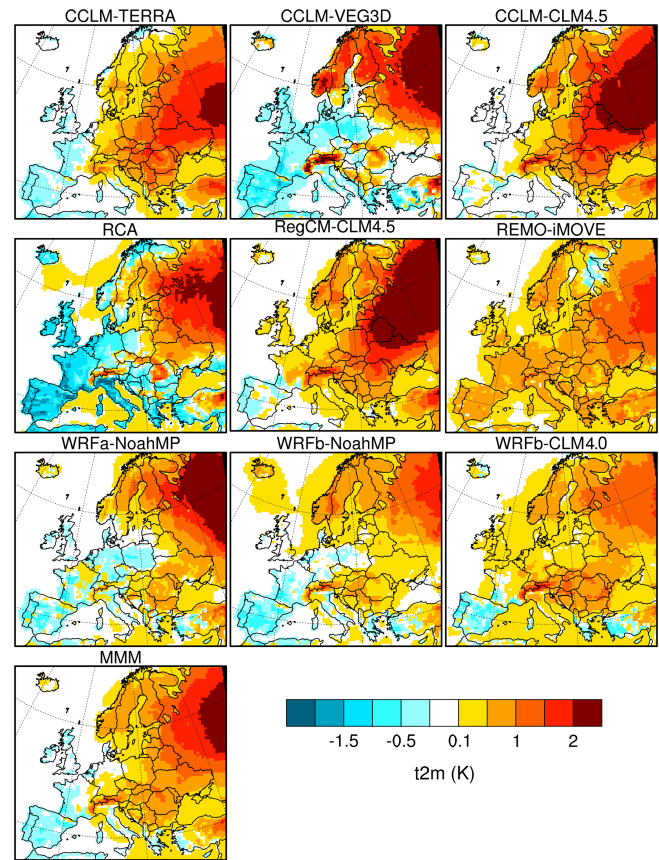 CCLM-TERRA CCLM-VEG3D CCLM-CLM4.5
RCA RegCM-CLM4.5 REMO-iMOVE
WRFa-NoahMP WRFb-NoahMP WRFb-CLM4.0
MMM
-1.5 -0.5 0.1 1 2
t2m (K)